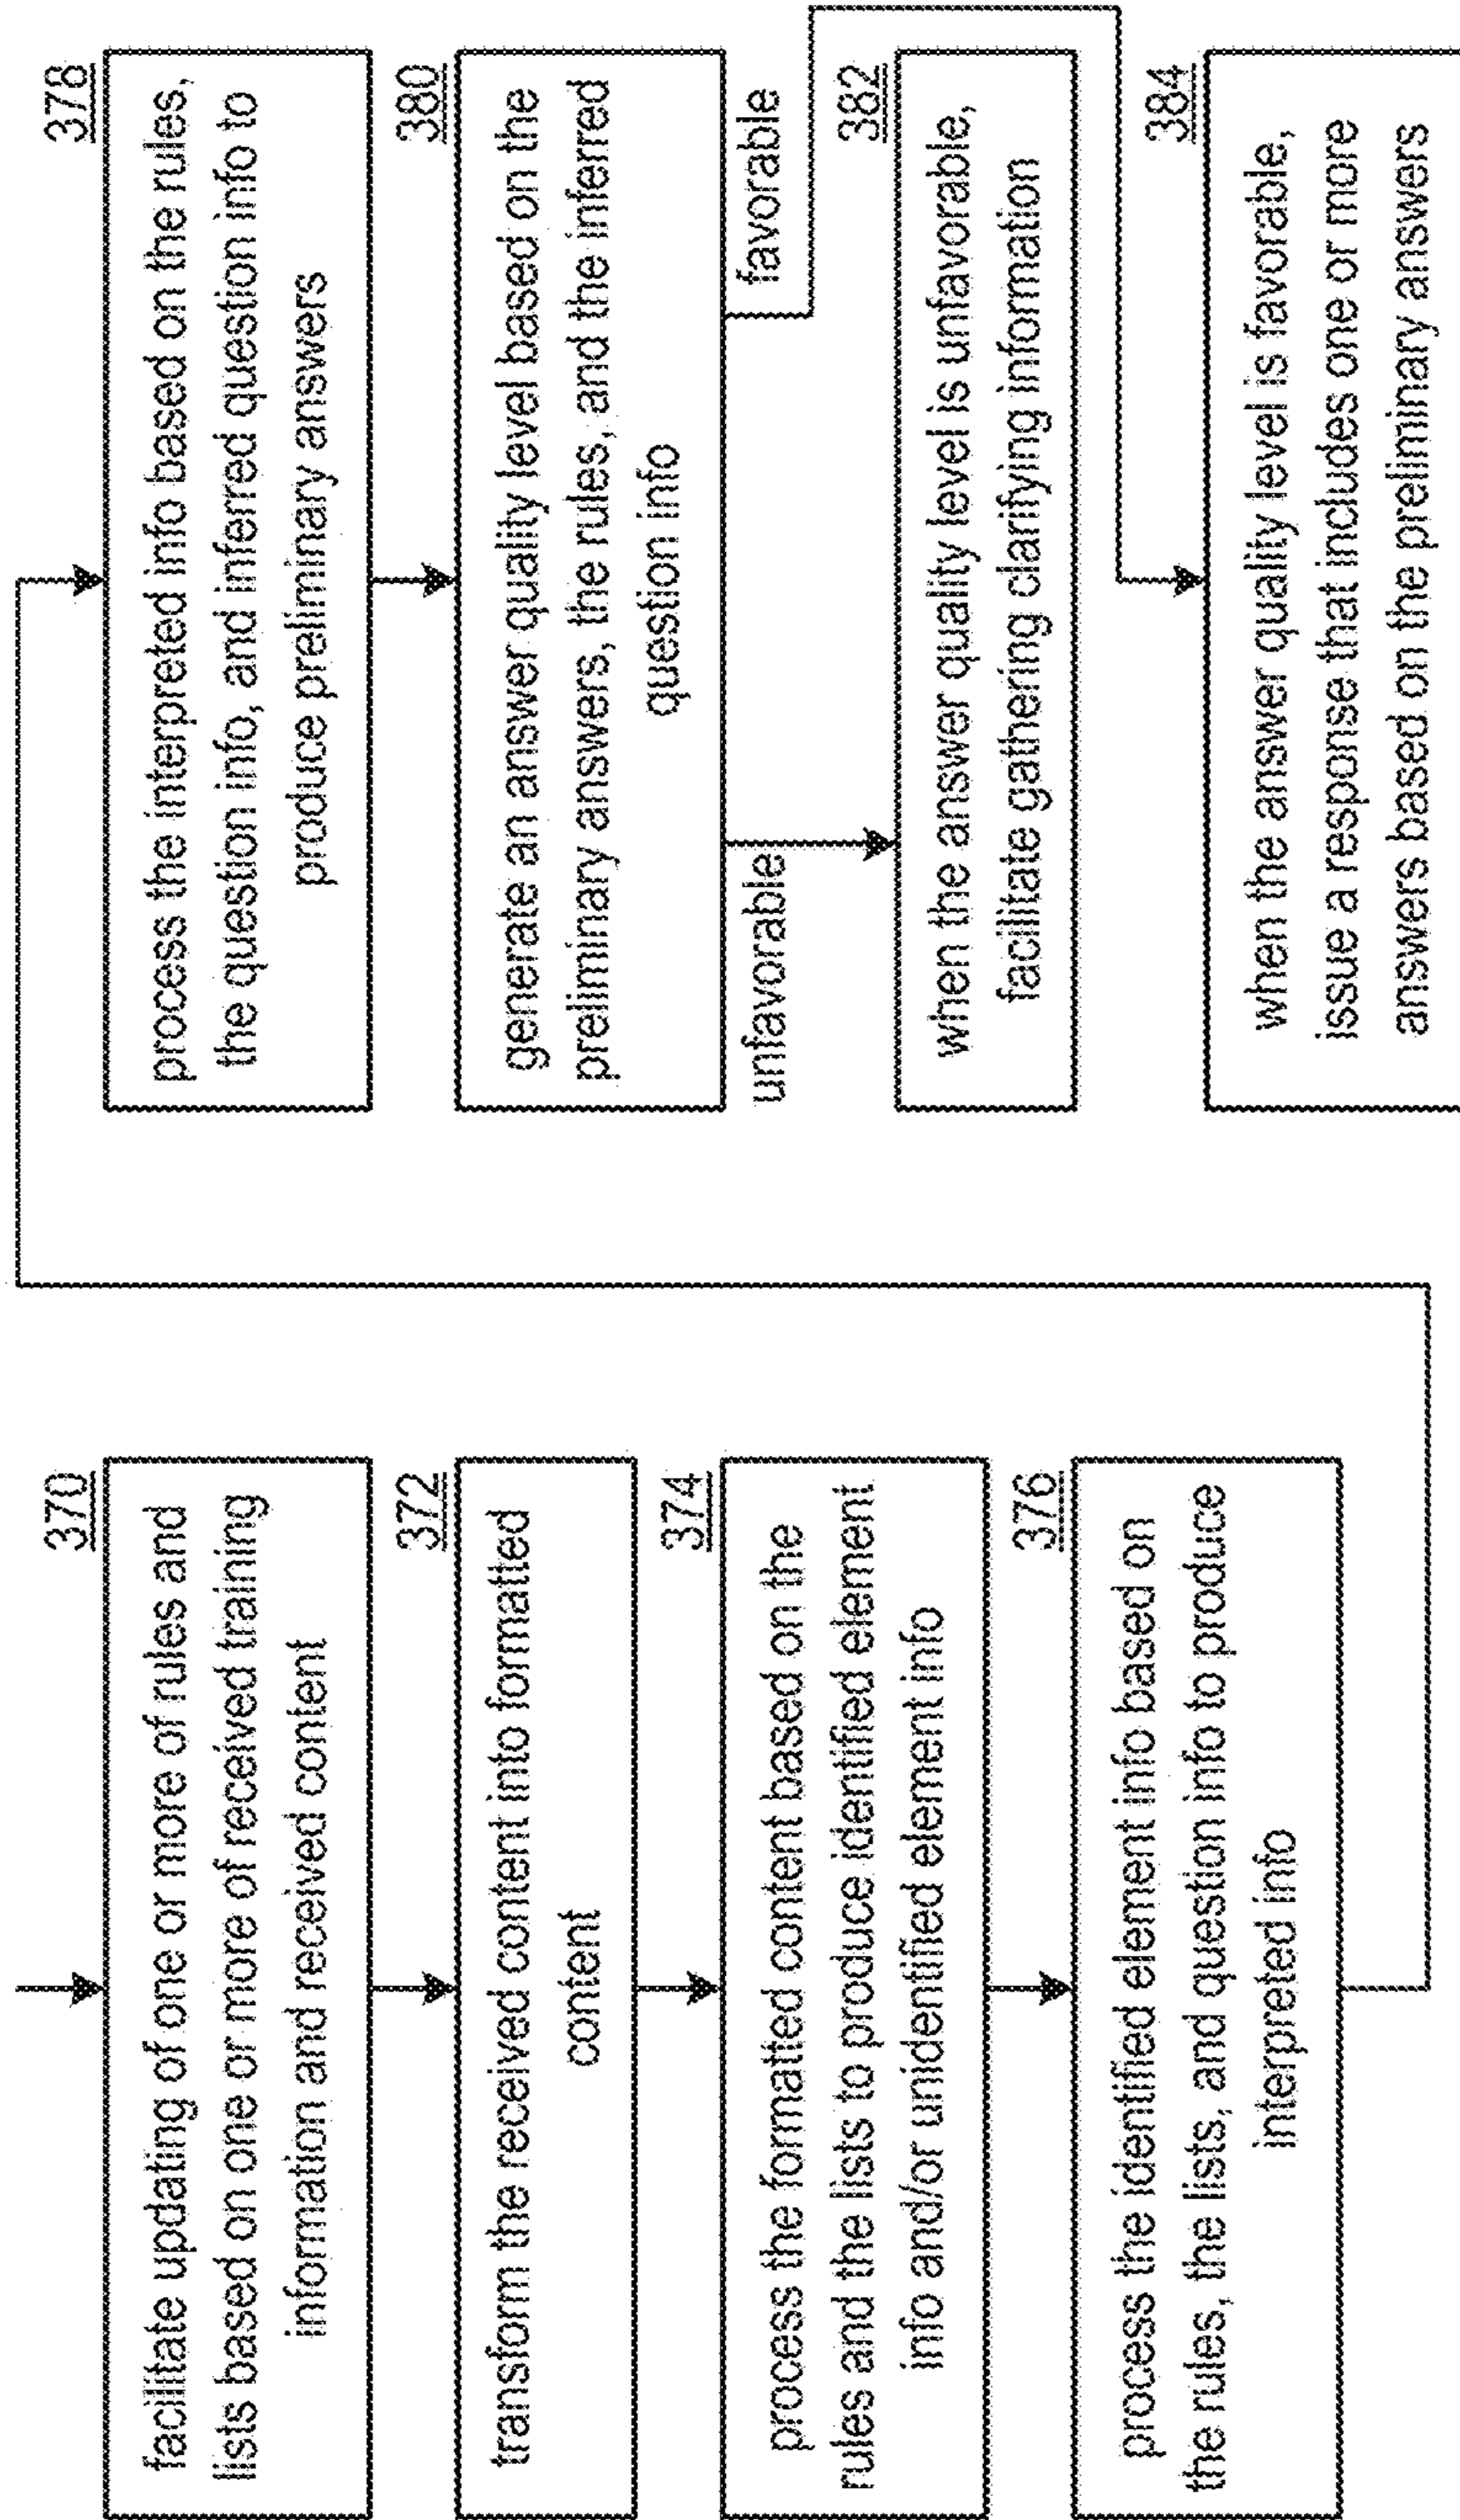 370
facilitate updating of one or more of rules and
lists based on one or more of received training
information and received content
372
transform the received content into formatted
content
374
process the formatted content based on the
rules and the lists to produce identified element
info and/or unidentified element info
376
process the identified element info based on
the rules, the lists, and question info to produce
interpreted info
378
process the interpreted info based on the rules,
the question info, and inferred question info to
produce preliminary answers
380
generate an answer quality level based on the
preliminary answers, the rules, and the inferred
question info
unfavorable
favorable
382
when the answer quality level is unfavorable,
facilitate gathering clarifying information
384
when the answer quality level is favorable,
issue a response that includes one or more
answers based on the preliminary answers